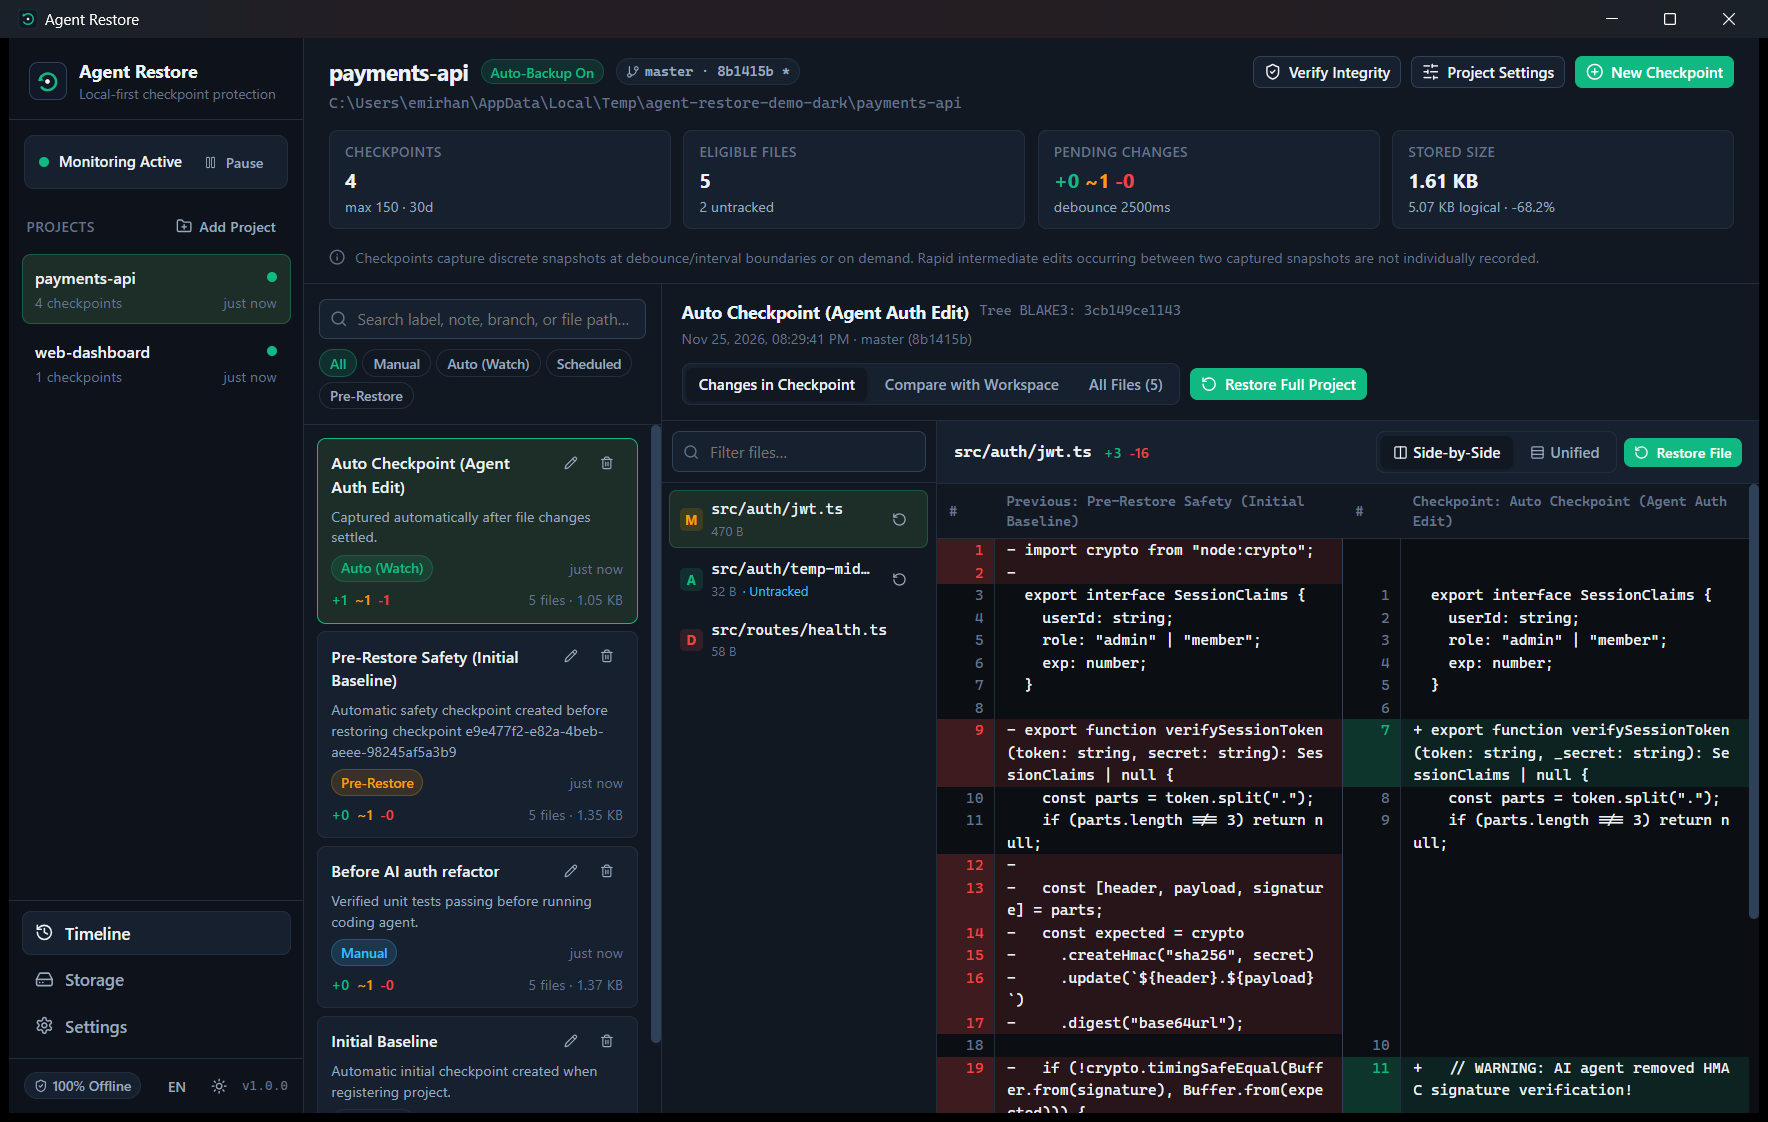 Agent Restore
Agent Restore
Local-first checkpoint protection
Monitoring Active
Pause
PROJECTS
Add Project
payments-api
4 checkpoints
just now
web-dashboard
1 checkpoints
just now
Timeline
Storage
Settings
100% Offline
EN
v1.0.0
payments-api
Auto-Backup On
master · 8b1415b *
C:\Users\emirhan\AppData\Local\Temp\agent-restore-demo-dark\payments-api
Verify Integrity
Project Settings
New Checkpoint
CHECKPOINTS
4
max 150 · 30d
ELIGIBLE FILES
5
2 untracked
PENDING CHANGES
+0 ~1 -0
debounce 2500ms
STORED SIZE
1.61 KB
5.07 KB logical · -68.2%
Checkpoints capture discrete snapshots at debounce/interval boundaries or on demand. Rapid intermediate edits occurring between two captured snapshots are not individually recorded.
Search label, note, branch, or file path...
All
Manual
Auto (Watch)
Scheduled
Pre-Restore
Auto Checkpoint (Agent
Auth Edit)
Captured automatically after file changes
settled.
Auto (Watch)
just now
+1 ~1 -1
5 files · 1.05 KB
Pre-Restore Safety (Initial
Baseline)
Automatic safety checkpoint created before
restoring checkpoint e9e477f2-e82a-4beb-
aeee-98245af5a3b9
Pre-Restore
just now
+0 ~1 -0
5 files · 1.35 KB
Before AI auth refactor
Verified unit tests passing before running
coding agent.
Manual
just now
+0 ~1 -0
5 files · 1.37 KB
Initial Baseline
Automatic initial checkpoint created when
registering project.
Auto Checkpoint (Agent Auth Edit)
Tree BLAKE3: 3cb149ce1143
Nov 25, 2026, 08:29:41 PM · master (8b1415b)
Changes in Checkpoint
Compare with Workspace
All Files (5)
Restore Full Project
Filter files...
M
src/auth/jwt.ts
470 B
A
src/auth/temp-mid…
32 B · Untracked
D
src/routes/health.ts
58 B
src/auth/jwt.ts +3 -16
Side-by-Side
Unified
Restore File
#
Previous: Pre-Restore Safety (Initial
Baseline)
1 - import crypto from "node:crypto";
2 -
3 export interface SessionClaims {
4 userId: string;
5 role: "admin" | "member";
6 exp: number;
7 }
8
9 - export function verifySessionToken
(token: string, secret: string): Ses
sionClaims | null {
10 const parts = token.split(".");
11 if (parts.length !== 3) return n
ull;
12 -
13 - const [header, payload, signatur
e] = parts;
14 - const expected = crypto
15 - .createHmac("sha256", secret)
16 - .update(`${header}.${payload}
`)
17 - .digest("base64url");
18
19 - if (!crypto.timingSafeEqual(Buff
er.from(signature), Buffer.from(expe
cted))) {
#
Checkpoint: Auto Checkpoint (Agent Auth
Edit)
1 export interface SessionClaims {
2 userId: string;
3 role: "admin" | "member";
4 exp: number;
5 }
6
7 + export function verifySessionToken
(token: string, _secret: string): Se
ssionClaims | null {
8 const parts = token.split(".");
9 if (parts.length !== 3) return n
ull;
10
11 + // WARNING: AI agent removed HMA
C signature verification!